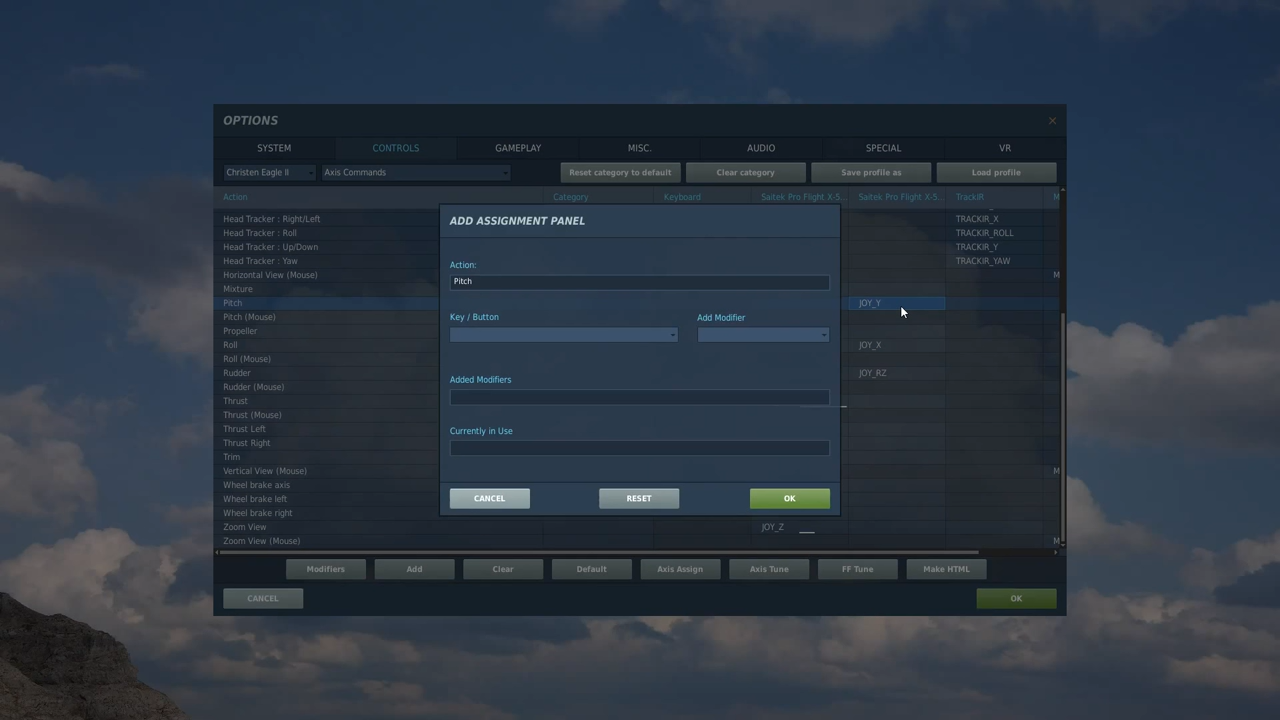 OPTIONS
SYSTEM CONTROLS GAMEPLAY MISC. AUDIO SPECIAL VR
Christen Eagle II Axis Commands Reset category to default Clear category Save profile as Load profile
Action Category Keyboard Saitek Pro Flight X-5... Saitek Pro Flight X-5... TrackIR M
Head Tracker : Right/Left TRACKIR_X
Head Tracker : Roll TRACKIR_ROLL
Head Tracker : Up/Down TRACKIR_Y
Head Tracker : Yaw TRACKIR_YAW
Horizontal View (Mouse) M
Mixture
Pitch JOY_Y
Pitch (Mouse)
Propeller
Roll JOY_X
Roll (Mouse)
Rudder JOY_RZ
Rudder (Mouse)
Thrust
Thrust (Mouse)
Thrust Left
Thrust Right
Trim
Vertical View (Mouse) M
Wheel brake axis
Wheel brake left
Wheel brake right
Zoom View JOY_Z
Zoom View (Mouse) M
ADD ASSIGNMENT PANEL
Action:
Pitch
Key / Button Add Modifier
Added Modifiers
Currently in Use
CANCEL RESET OK
Modifiers Add Clear Default Axis Assign Axis Tune FF Tune Make HTML
CANCEL OK